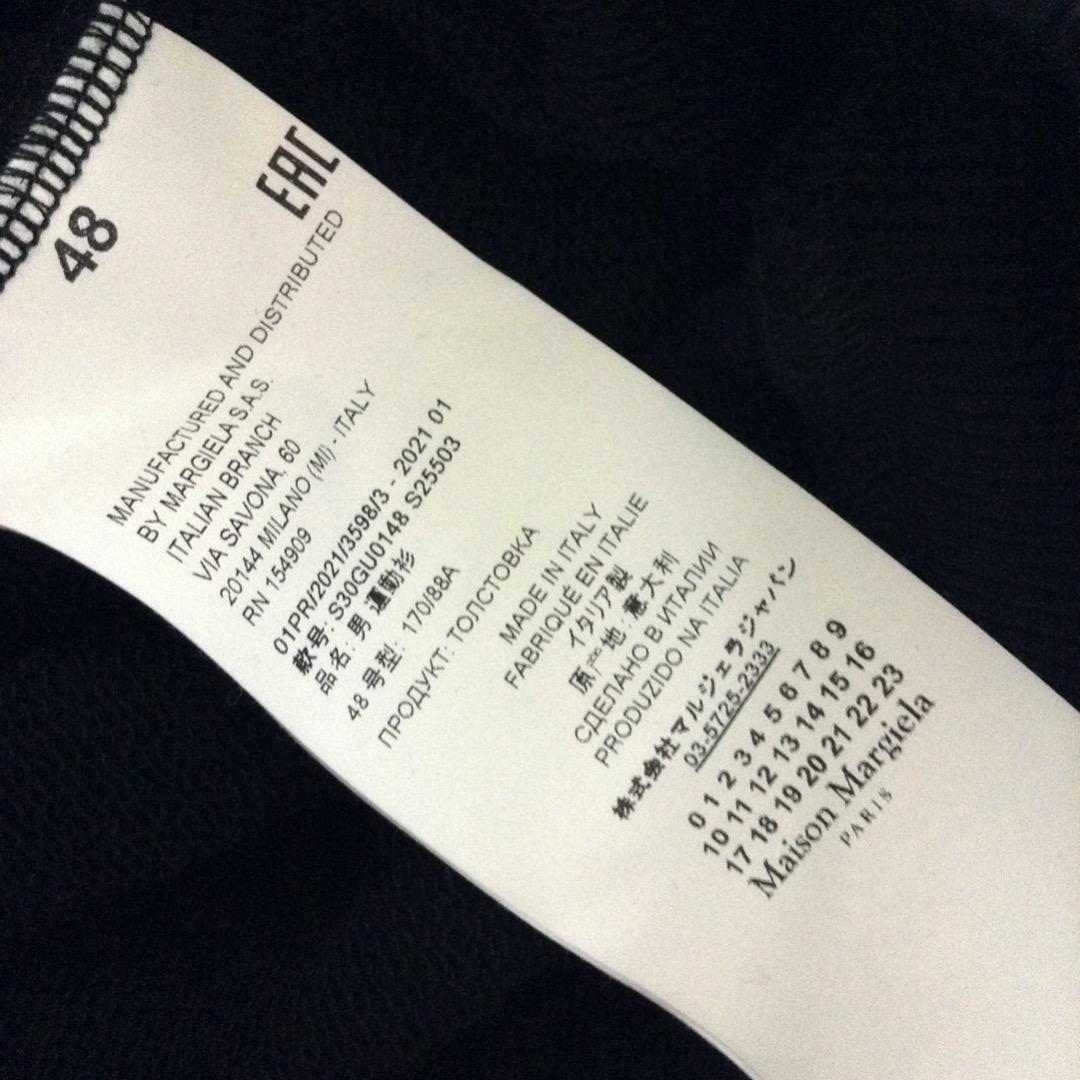 48
EAC
MANUFACTURED AND DISTRIBUTED
BY MARGIELA S.A.S.
ITALIAN BRANCH
VIA SAVONA, 60
20144 MILANO (MI) - ITALY
RN 154909
01PR/2021/3598/3 - 2021 01
款号: S30GU0148 S25503
品名: 男 運動衫
48 号型: 170/88A
ПРОДУКТ: ТОЛСТОВКА
MADE IN ITALY
FABRIQUÉ EN ITALIE
イタリア製
原产地: 意大利
СДЕЛАНО В ИТАЛИИ
PRODUZIDO NA ITALIA
株式会社マルジェラジャパン
03-5725-2333
0 1 2 3 4 5 6 7 8 9
10 11 12 13 14 15 16
17 18 19 20 21 22 23
Maison Margiela
PARIS